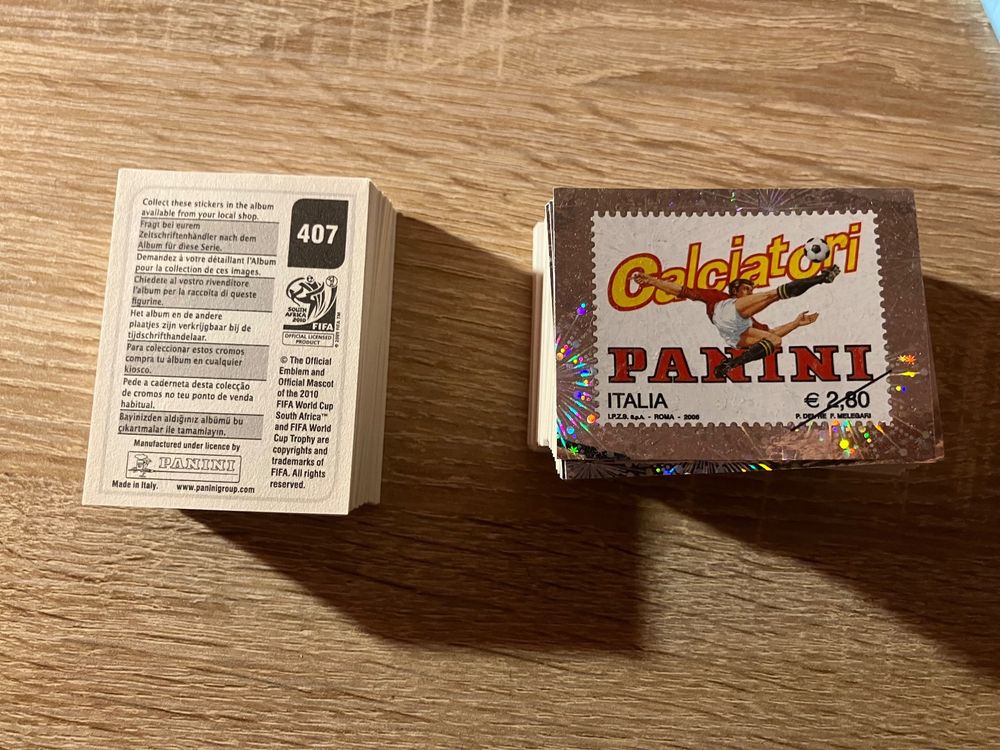 Collect these stickers in the album
available from your local shop.
Fragt bei eurem
Zeitschriftenhändler nach dem
Album für diese Serie.
Demandez à votre détaillant l'Album
pour la collection de ces images.
Chiedete al vostro rivenditore
l'album per la raccolta di queste
figurine.
Het album en de andere
plaatjes zijn verkrijgbaar bij de
tijdschrifthandelaar.
Para coleccionar estos cromos
compra tu álbum en cualquier
kiosco.
Pede a caderneta desta colecção
de cromos no teu ponto de venda
habitual.
Bayinizden aldığınız albümü bu
çıkartmalar ile tamamlayın.
Manufactured under licence by
PANINI
Made in Italy. www.paninigroup.com
407
SOUTH
AFRICA
2010
FIFA
OFFICIAL LICENSED
PRODUCT
© The Official
Emblem and
Official Mascot
of the 2010
FIFA World Cup
South Africa™
and FIFA World
Cup Trophy are
copyrights and
trademarks of
FIFA. All rights
reserved.
Calciatori
PANINI
ITALIA € 2,80
I.P.Z.S. S.p.A. - ROMA - 2006
F. MELEGARI